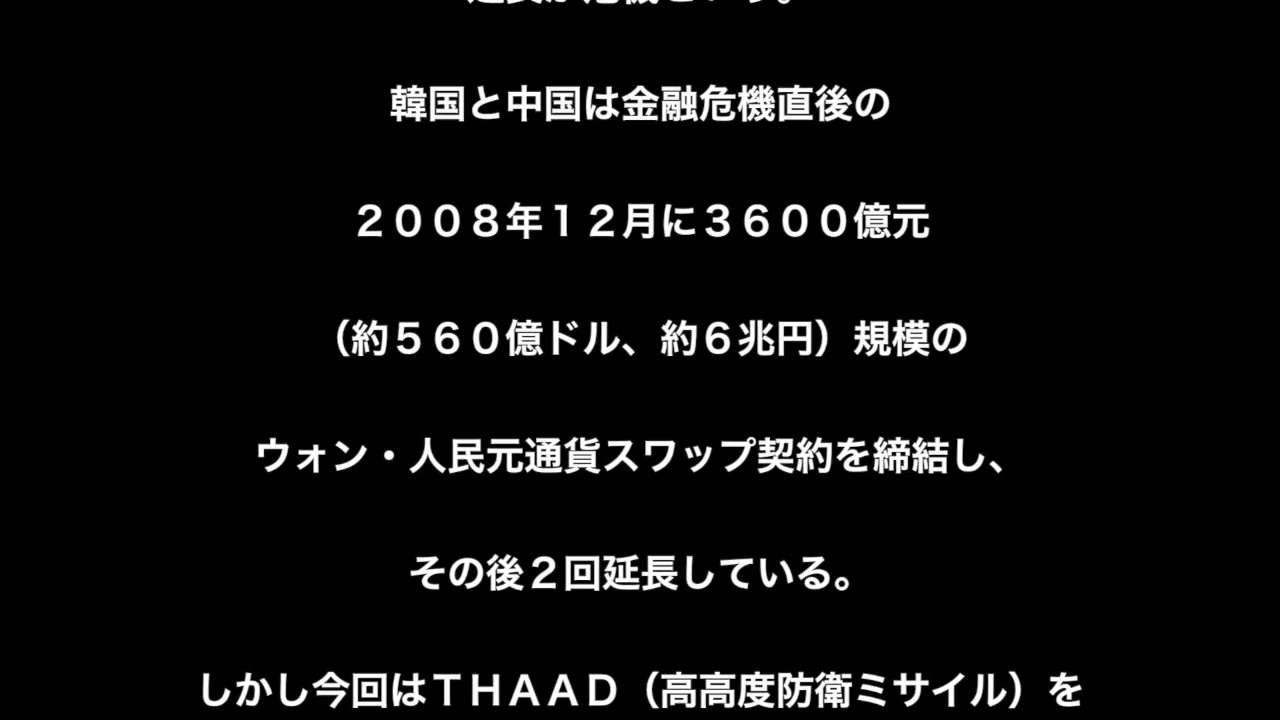 韓国と中国は金融危機直後の
２００８年１２月に３６００億元
（約５６０億ドル、約６兆円）規模の
ウォン・人民元通貨スワップ契約を締結し、
その後２回延長している。
しかし今回はＴＨＡＡＤ（高高度防衛ミサイル）を